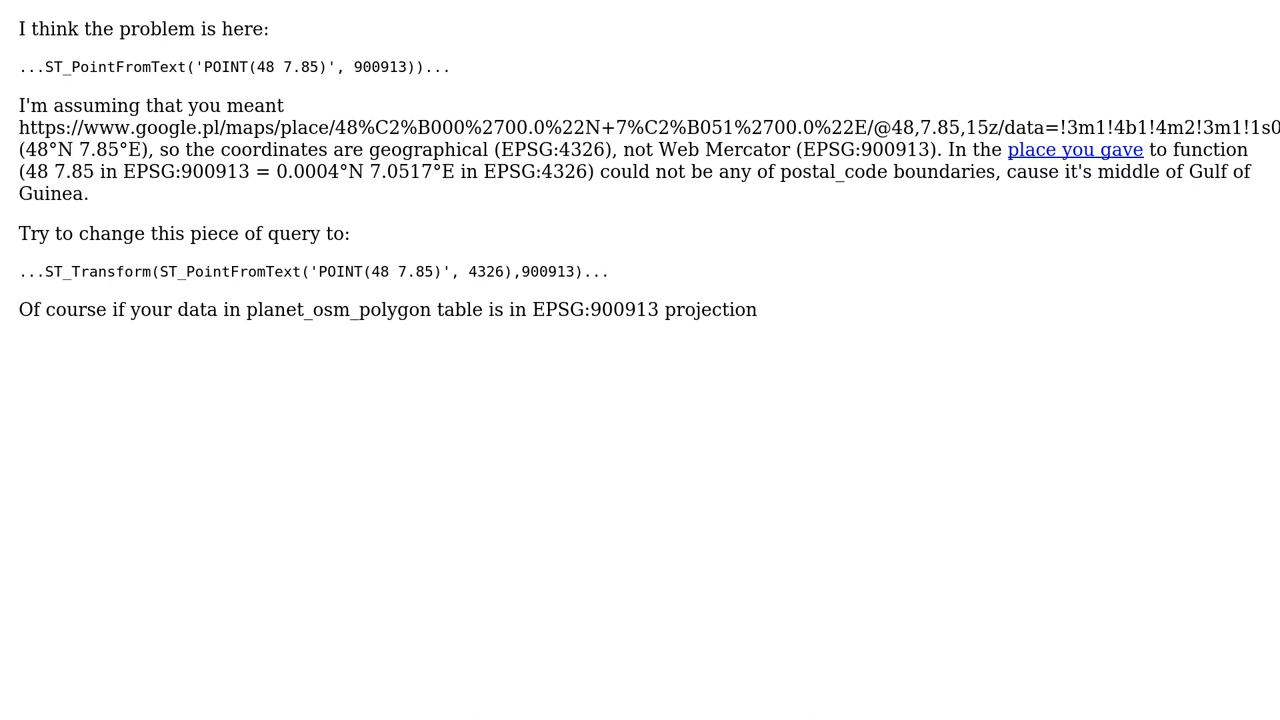 I think the problem is here:
...ST_PointFromText('POINT(48 7.85)', 900913))...
I'm assuming that you meant
https://www.google.pl/maps/place/48%C2%B000%2700.0%22N+7%C2%B051%2700.0%22E/@48,7.85,15z/data=!3m1!4b1!4m2!3m1!1s0
(48°N 7.85°E), so the coordinates are geographical (EPSG:4326), not Web Mercator (EPSG:900913). In the place you gave to function
(48 7.85 in EPSG:900913 = 0.0004°N 7.0517°E in EPSG:4326) could not be any of postal_code boundaries, cause it's middle of Gulf of
Guinea.
Try to change this piece of query to:
...ST_Transform(ST_PointFromText('POINT(48 7.85)', 4326),900913)...
Of course if your data in planet_osm_polygon table is in EPSG:900913 projection